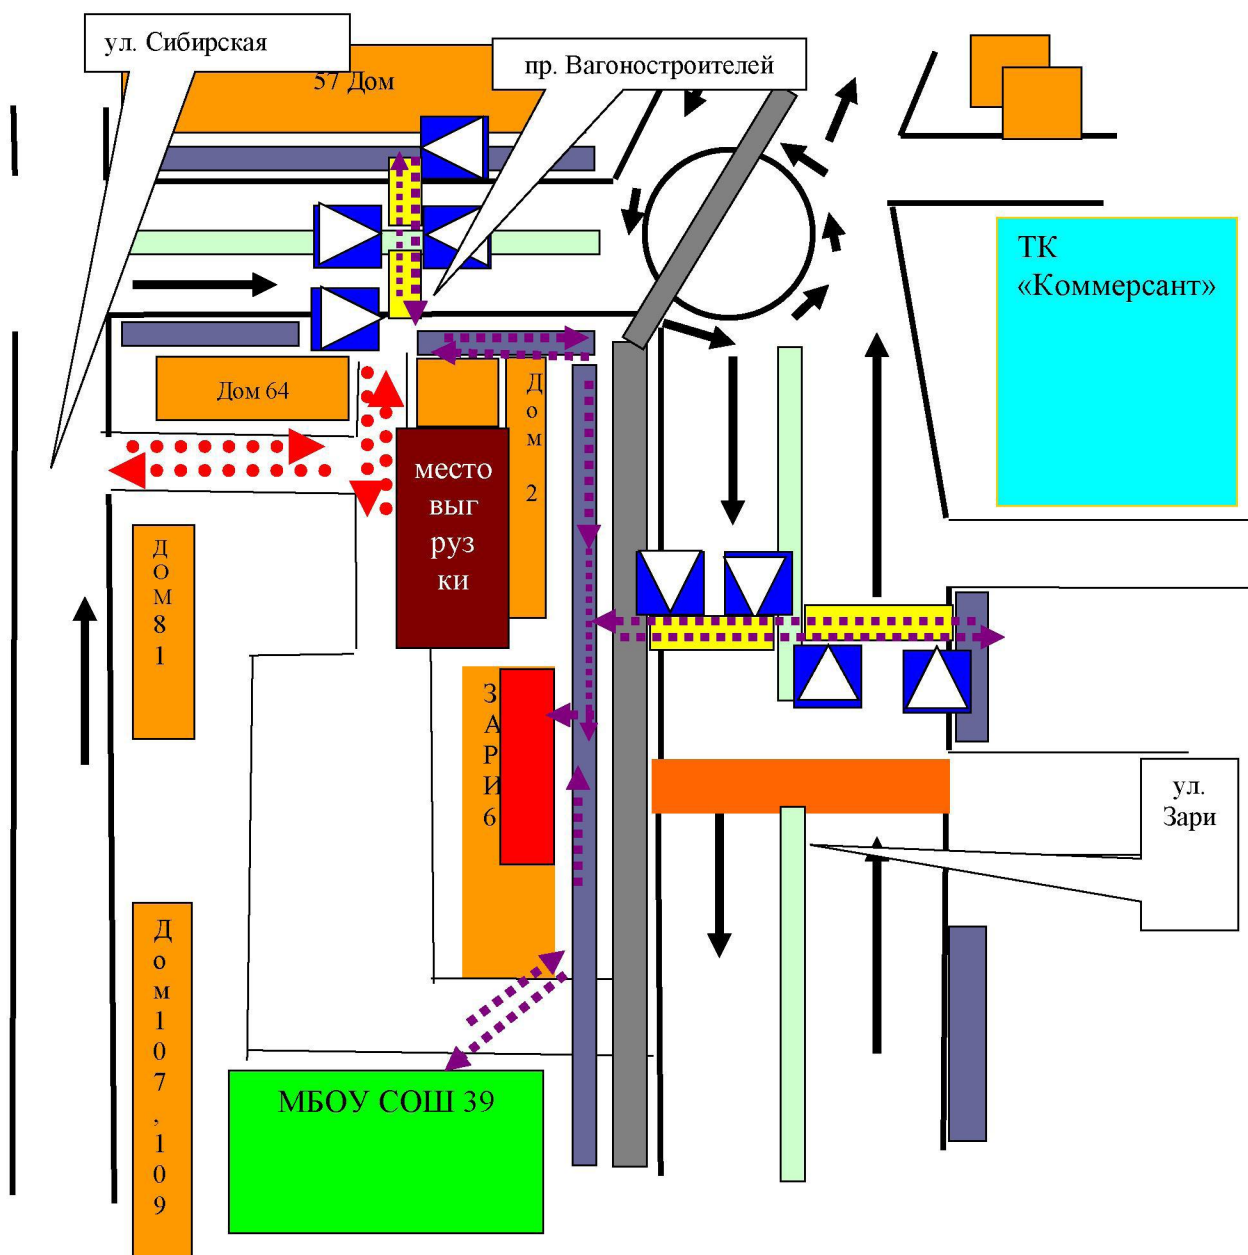 ул. Сибирская
пр. Вагоностроителей
57 Дом
ТК
«Коммерсант»
Дом 64
Д
о
м
2
место
выг
руз
ки
Д
О
М
8
1
З
А
Р
И
6
ул.
Зари
Д
о
м
1
0
7
,
1
0
9
МБОУ СОШ 39